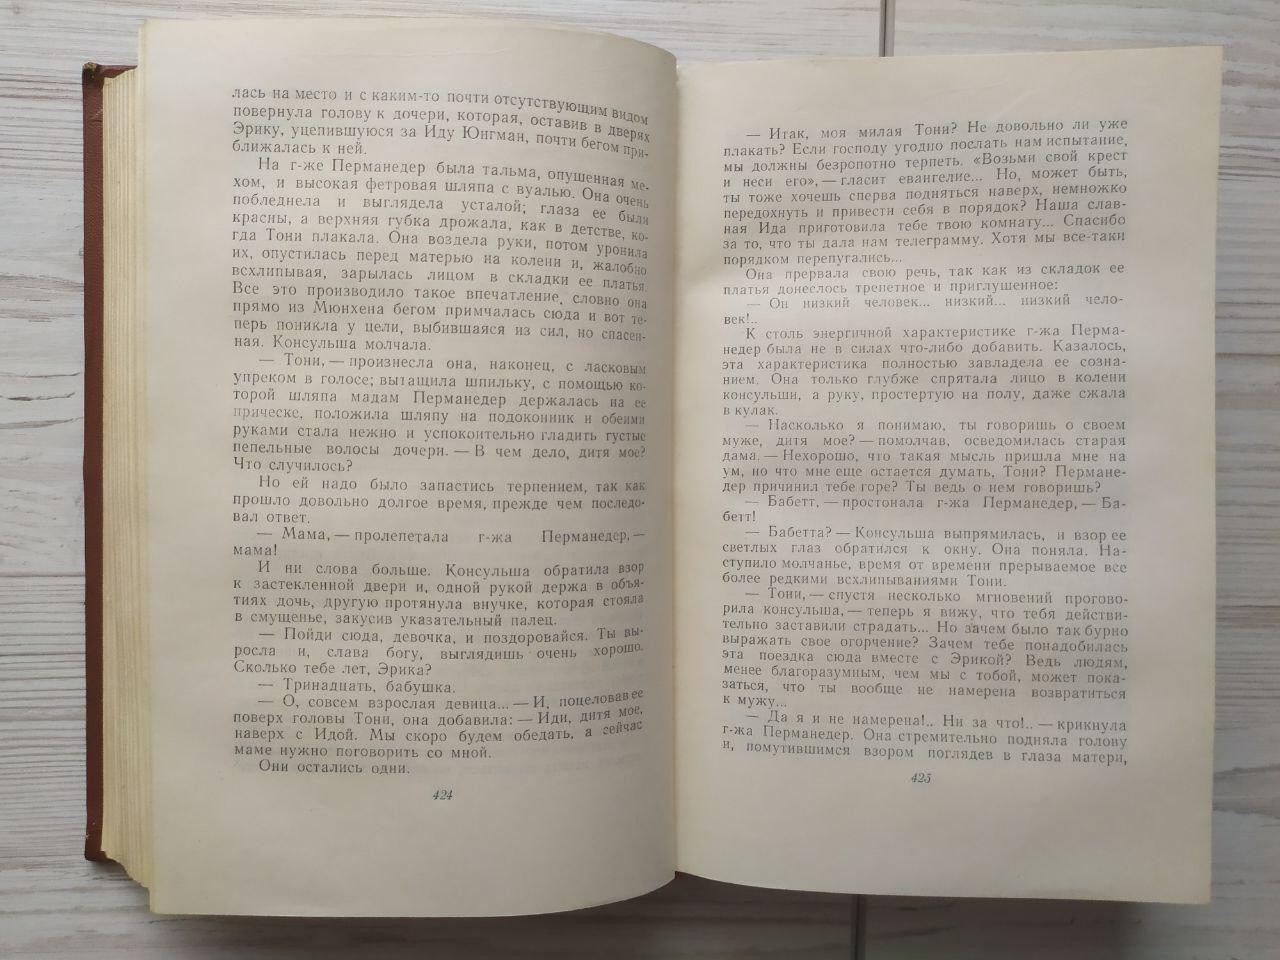 лась на место и с каким-то почти отсутствующим видом
повернула голову к дочери, которая, оставив в дверях
Эрику, уцепившуюся за Иду Юнгман, почти бегом при-
ближалась к ней.
На г-же Перманедер была тальма, опушенная ме-
хом, и высокая фетровая шляпа с вуалью. Она очень
побледнела и выглядела усталой; глаза ее были
красны, а верхняя губка дрожала, как в детстве, ко-
гда Тони плакала. Она воздела руки, потом уронила
их, опустилась перед матерью на колени и, жалобно
всхлипывая, зарылась лицом в складки ее платья.
Все это производило такое впечатление, словно она
прямо из Мюнхена бегом примчалась сюда и вот те-
перь поникла у цели, выбившаяся из сил, но спасен-
ная. Консульша молчала.
— Тони, — произнесла она, наконец, с ласковым
упреком в голосе; вытащила шпильку, с помощью ко-
торой шляпа мадам Перманедер держалась на ее
прическе, положила шляпу на подоконник и обеими
руками стала нежно и успокоительно гладить густые
пепельные волосы дочери. — В чем дело, дитя мое?
Что случилось?
Но ей надо было запастись терпением, так как
прошло довольно долгое время, прежде чем последо-
вал ответ.
— Мама, — пролепетала г-жа Перманедер, —
мама!
И ни слова больше. Консульша обратила взор
к застекленной двери и, одной рукой держа в объя-
тиях дочь, другую протянула внучке, которая стояла
в смущенье, закусив указательный палец.
— Пойди сюда, девочка, и поздоровайся. Ты вы-
росла и, слава богу, выглядишь очень хорошо.
Сколько тебе лет, Эрика?
— Тринадцать, бабушка.
— О, совсем взрослая девица... — И, поцеловав ее
поверх головы Тони, она добавила: — Иди, дитя мое,
наверх с Идой. Мы скоро будем обедать, а сейчас
маме нужно поговорить со мной.
Они остались одни.
424
— Итак, моя милая Тони? Не довольно ли уже
плакать? Если господу угодно послать нам испытание,
мы должны безропотно терпеть. «Возьми свой крест
и неси его», — гласит евангелие... Но, может быть,
ты тоже хочешь сперва подняться наверх, немножко
передохнуть и привести себя в порядок? Наша слав-
ная Ида приготовила тебе твою комнату... Спасибо
за то, что ты дала нам телеграмму. Хотя мы все-таки
порядком перепугались...
Она прервала свою речь, так как из складок ее
платья донеслось трепетное и приглушенное:
— Он низкий человек... низкий... низкий чело-
век!..
К столь энергичной характеристике г-жа Перма-
недер была не в силах что-либо добавить. Казалось,
эта характеристика полностью завладела ее созна-
нием. Она только глубже спрятала лицо в колени
консульши, а руку, простертую на полу, даже сжала
в кулак.
— Насколько я понимаю, ты говоришь о своем
муже, дитя мое? — помолчав, осведомилась старая
дама. — Нехорошо, что такая мысль пришла мне на
ум, но что мне еще остается думать, Тони? Пермане-
дер причинил тебе горе? Ты ведь о нем говоришь?
— Бабетт, — простонала г-жа Перманедер, — Ба-
бетт!
— Бабетта? — Консульша выпрямилась, и взор ее
светлых глаз обратился к окну. Она поняла. На-
ступило молчанье, время от времени прерываемое все
более редкими всхлипываниями Тони.
— Тони, — спустя несколько мгновений прогово-
рила консульша, — теперь я вижу, что тебя действи-
тельно заставили страдать... Но зачем было так бурно
выражать свое огорчение? Зачем тебе понадобилась
эта поездка сюда вместе с Эрикой? Ведь людям,
менее благоразумным, чем мы с тобой, может пока-
заться, что ты вообще не намерена возвратиться
к мужу...
— Да я и не намерена!.. Ни за что!.. — крикнула
г-жа Перманедер. Она стремительно подняла голову
и, помутившимся взором поглядев в глаза матери,
425